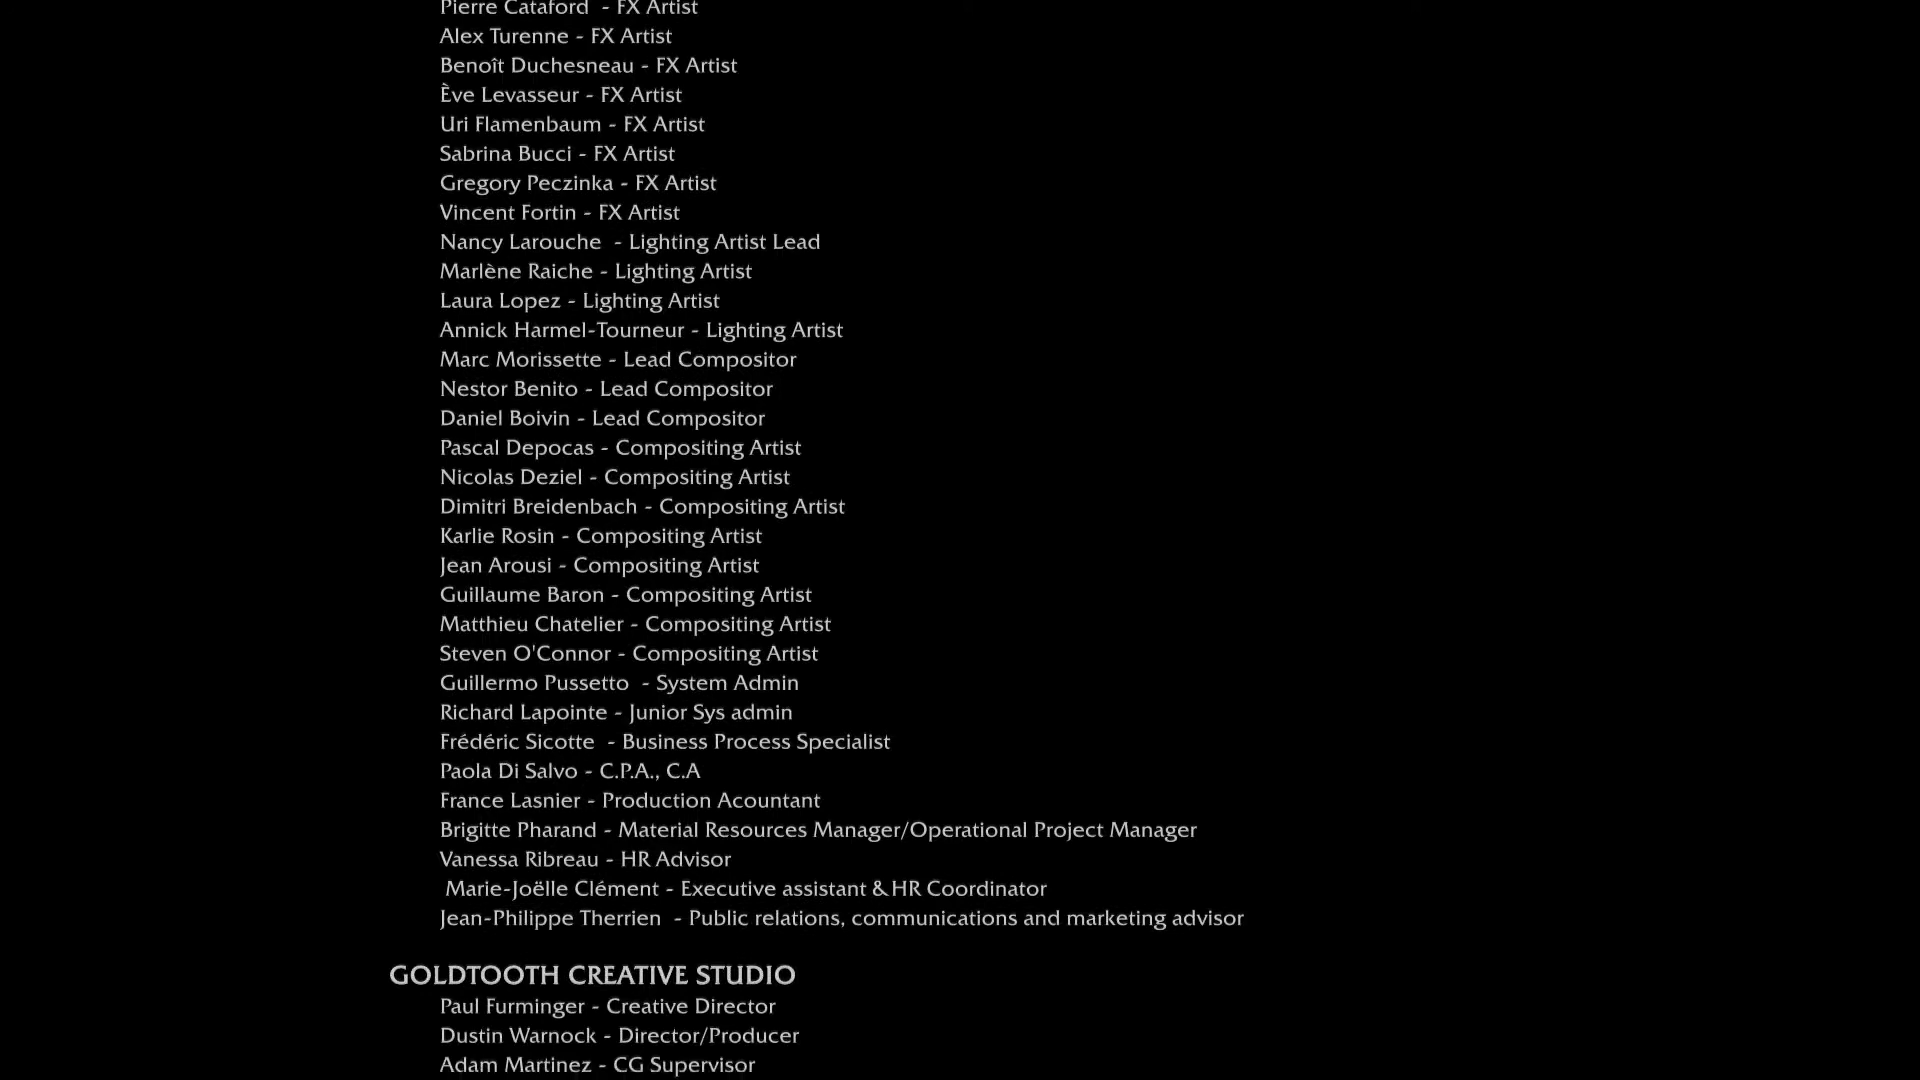 Pierre Cataford  - FX Artist
Alex Turenne - FX Artist
Benoît Duchesneau - FX Artist
Ève Levasseur - FX Artist
Uri Flamenbaum - FX Artist
Sabrina Bucci - FX Artist
Gregory Peczinka - FX Artist
Vincent Fortin - FX Artist
Nancy Larouche  - Lighting Artist Lead
Marlène Raiche - Lighting Artist
Laura Lopez - Lighting Artist
Annick Harmel-Tourneur - Lighting Artist
Marc Morissette - Lead Compositor
Nestor Benito - Lead Compositor
Daniel Boivin - Lead Compositor
Pascal Depocas - Compositing Artist
Nicolas Deziel - Compositing Artist
Dimitri Breidenbach - Compositing Artist
Karlie Rosin - Compositing Artist
Jean Arousi - Compositing Artist
Guillaume Baron - Compositing Artist
Matthieu Chatelier - Compositing Artist
Steven O'Connor - Compositing Artist
Guillermo Pussetto  - System Admin
Richard Lapointe - Junior Sys admin
Frédéric Sicotte  - Business Process Specialist
Paola Di Salvo - C.P.A., C.A
France Lasnier - Production Acountant
Brigitte Pharand - Material Resources Manager/Operational Project Manager
Vanessa Ribreau - HR Advisor
Marie-Joëlle Clément - Executive assistant &HR Coordinator
Jean-Philippe Therrien  - Public relations, communications and marketing advisor
GOLDTOOTH CREATIVE STUDIO
Paul Furminger - Creative Director
Dustin Warnock - Director/Producer
Adam Martinez - CG Supervisor